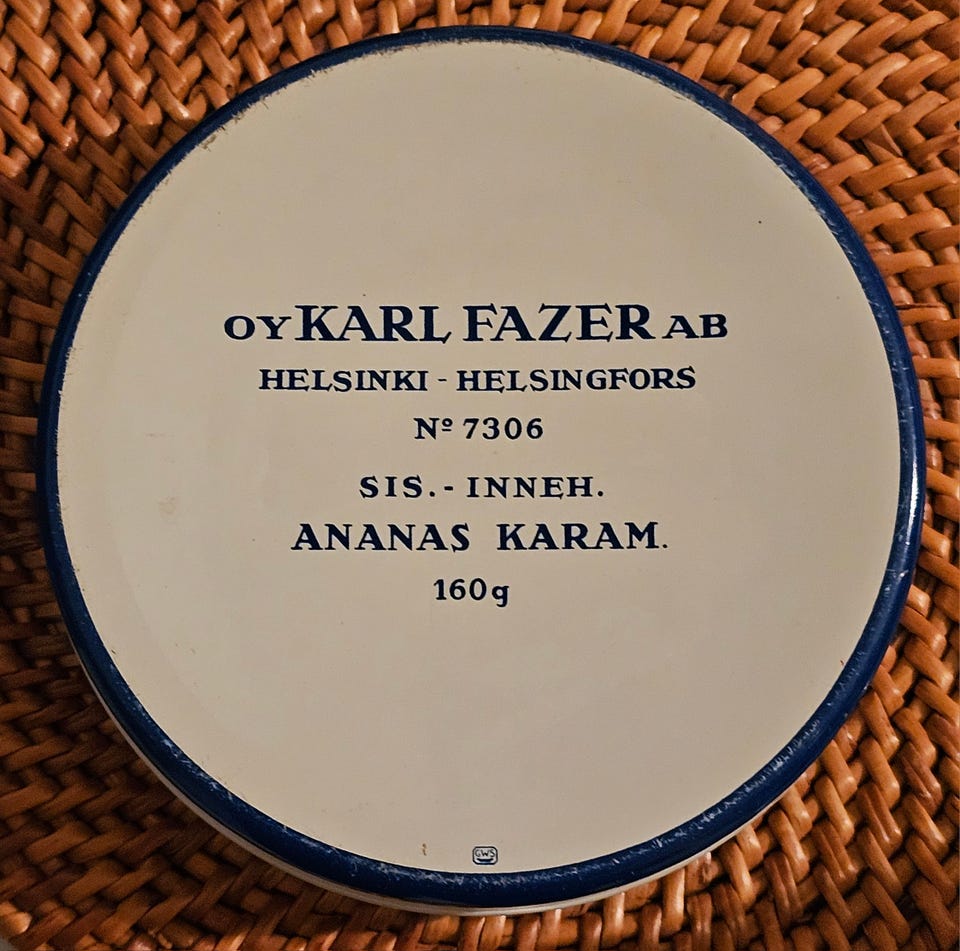 OY KARL FAZER AB
HELSINKI - HELSINGFORS
Nº 7306
SIS. - INNEH.
ANANAS KARAM.
160g
GWS